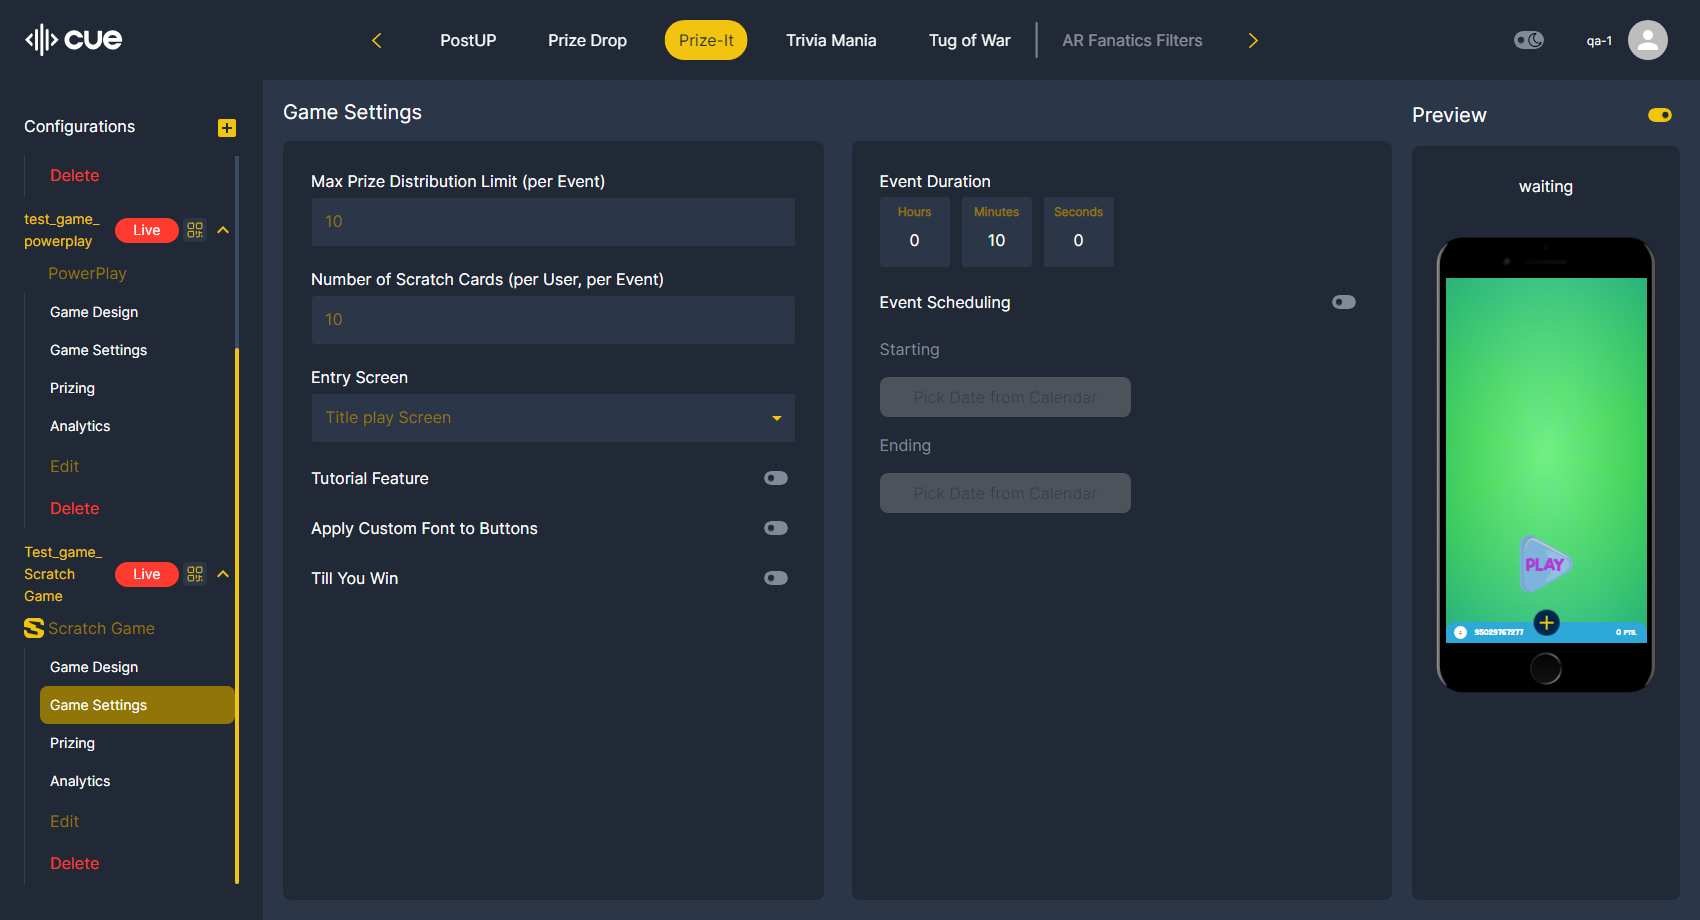 cue
PostUP
Prize Drop
Prize-It
Trivia Mania
Tug of War
AR Fanatics Filters
qa-1
Configurations
Delete
test_game_
powerplay
Live
PowerPlay
Game Design
Game Settings
Prizing
Analytics
Edit
Delete
Test_game_
Scratch
Game
Live
Scratch Game
Game Design
Game Settings
Prizing
Analytics
Edit
Delete
Game Settings
Max Prize Distribution Limit (per Event)
10
Number of Scratch Cards (per User, per Event)
10
Entry Screen
Title play Screen
Tutorial Feature
Apply Custom Font to Buttons
Till You Win
Event Duration
Hours
0
Minutes
10
Seconds
0
Event Scheduling
Starting
Pick Date from Calendar
Ending
Pick Date from Calendar
Preview
waiting
PLAY
95029767277
0 PTS.